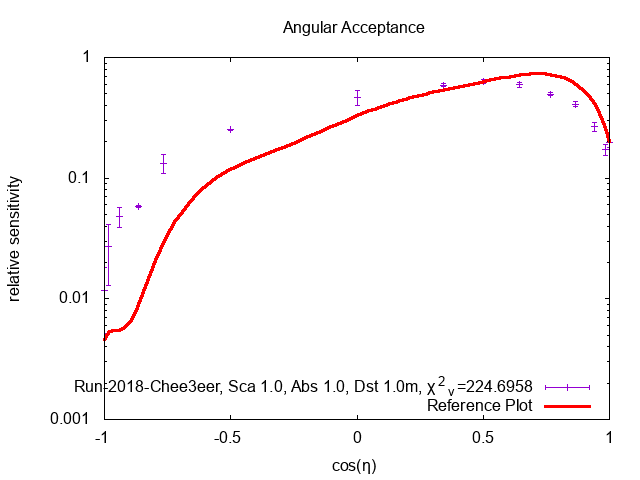 Angular Acceptance
relative sensitivity
1
0.1
0.01
0.001
Run-2018-Chee3eer, Sca 1.0, Abs 1.0, Dst 1.0m, χ²ᵥ=224.6958
Reference Plot
-1
-0.5
0
0.5
1
cos(η)